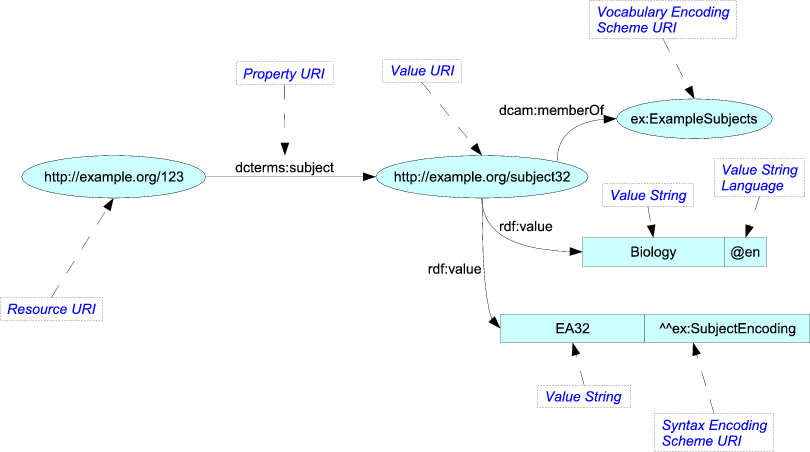 Vocabulary Encoding
Scheme URI
Property URI
Value URI
dcam:memberOf
ex:ExampleSubjects
http://example.org/123
dcterms:subject
http://example.org/subject32
Value String
Value String
Language
rdf:value
Biology
@en
rdf:value
Resource URI
EA32
^^ex:SubjectEncoding
Value String
Syntax Encoding
Scheme URI